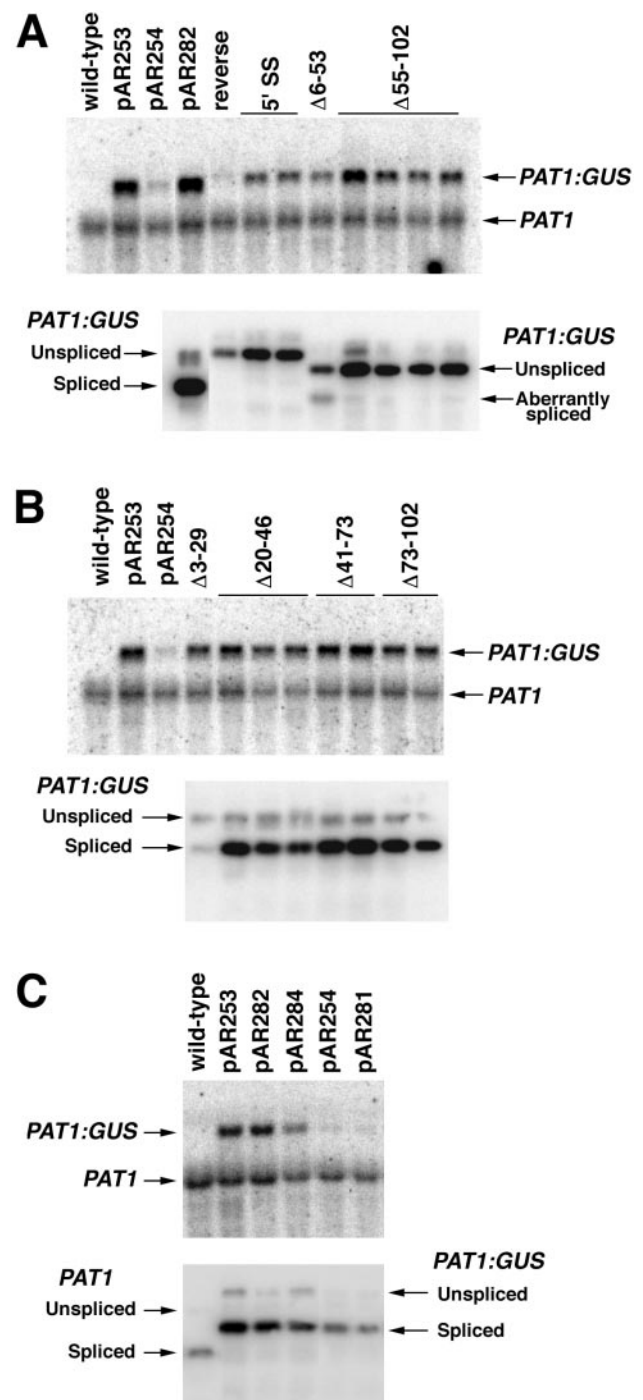 A
wild-type
pAR253
pAR254
pAR282
reverse
5' SS
Δ6-53
Δ55-102
PAT1:GUS
PAT1
PAT1:GUS
Unspliced
Spliced
PAT1:GUS
Unspliced
Aberrantly
spliced
B
wild-type
pAR253
pAR254
Δ3-29
Δ20-46
Δ41-73
Δ73-102
PAT1:GUS
PAT1
PAT1:GUS
Unspliced
Spliced
C
wild-type
pAR253
pAR282
pAR284
pAR254
pAR281
PAT1:GUS
PAT1
PAT1
Unspliced
Spliced
PAT1:GUS
Unspliced
Spliced